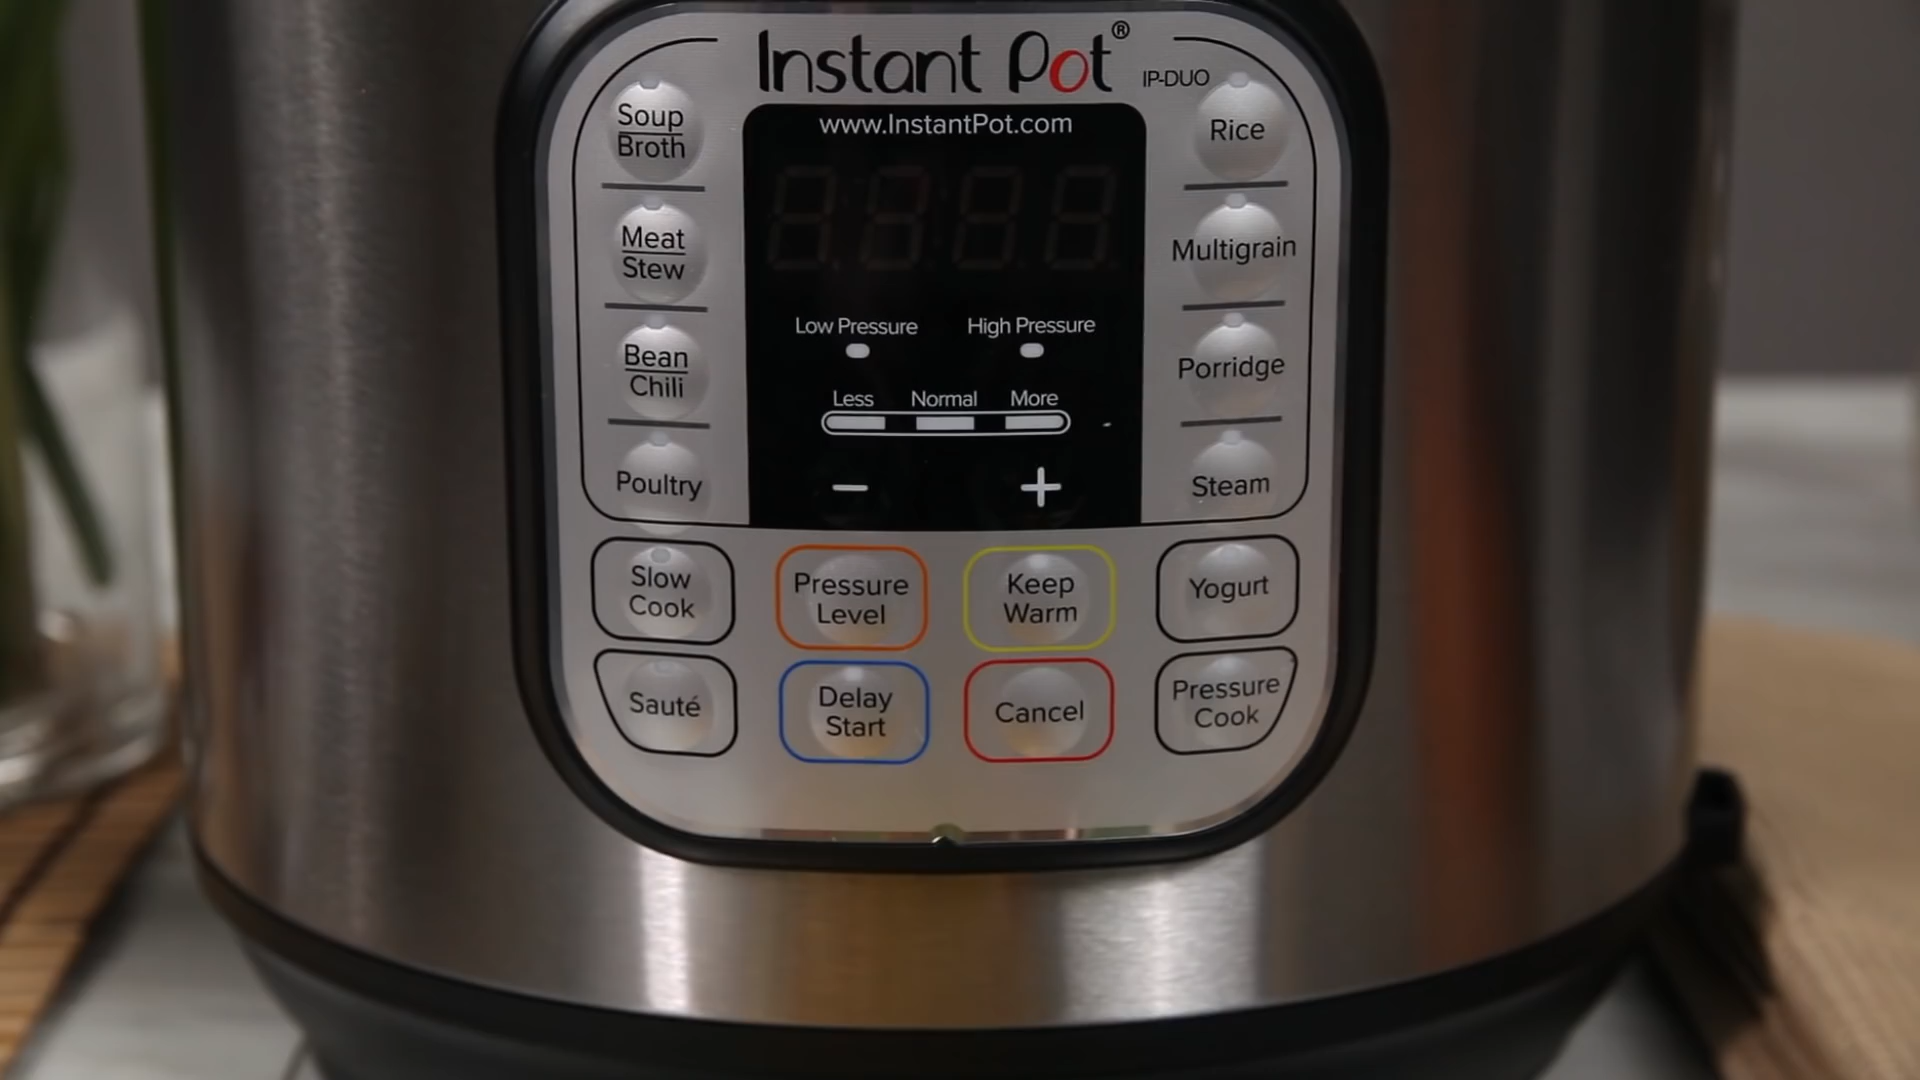 Instant Pot®
IP-DUO
www.InstantPot.com
Soup
Broth
Meat
Stew
Bean
Chili
Poultry
Low Pressure
High Pressure
Less
Normal
More
−
+
Rice
Multigrain
Porridge
Steam
Slow
Cook
Pressure
Level
Keep
Warm
Yogurt
Sauté
Delay
Start
Cancel
Pressure
Cook